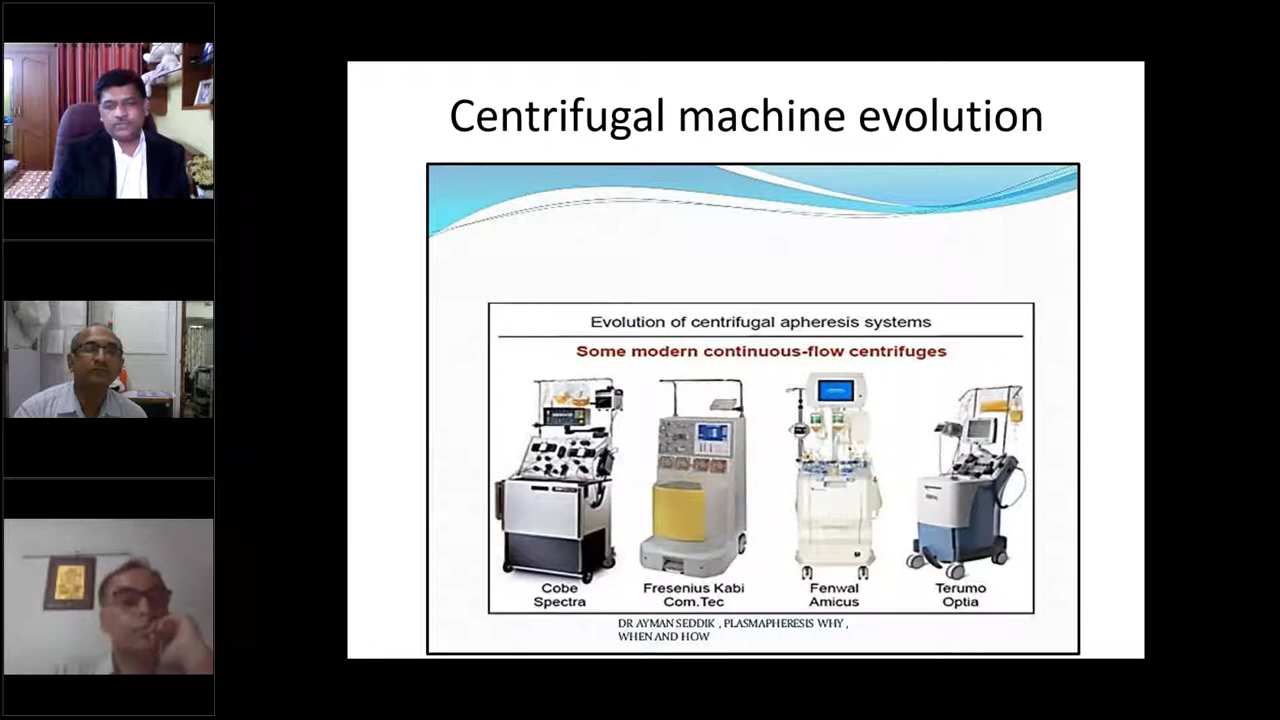 Centrifugal machine evolution
Evolution of centrifugal apheresis systems
Some modern continuous-flow centrifuges
Cobe
Spectra
Fresenius Kabi
Com.Tec
Fenwal
Amicus
Terumo
Optia
DR AYMAN SEDDIK , PLASMAPHERESIS WHY ,
WHEN AND HOW